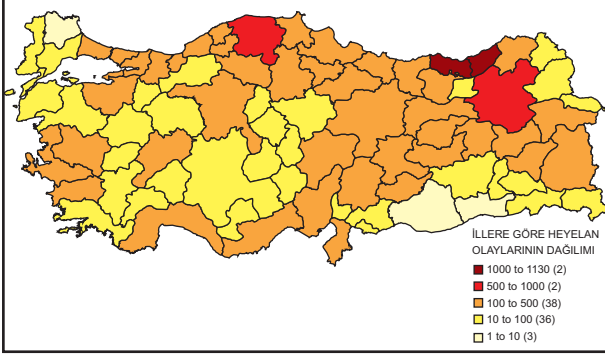 İLLERE GÖRE HEYELAN
OLAYLARININ DAĞILIMI
1000 to 1130 (2)
500 to 1000 (2)
100 to 500 (38)
10 to 100 (36)
1 to 10 (3)